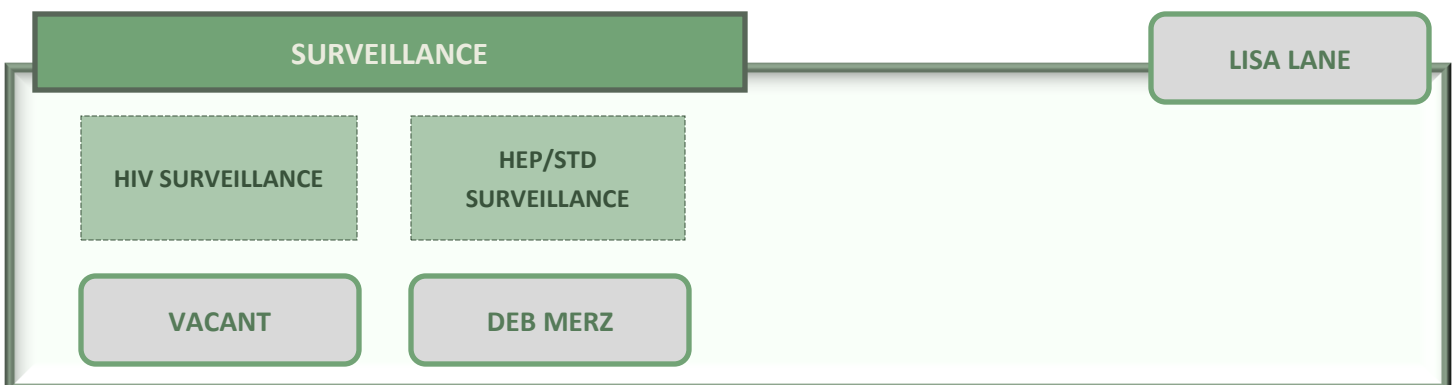 SURVEILLANCE
LISA LANE
HIV SURVEILLANCE
HEP/STD
SURVEILLANCE
VACANT
DEB MERZ